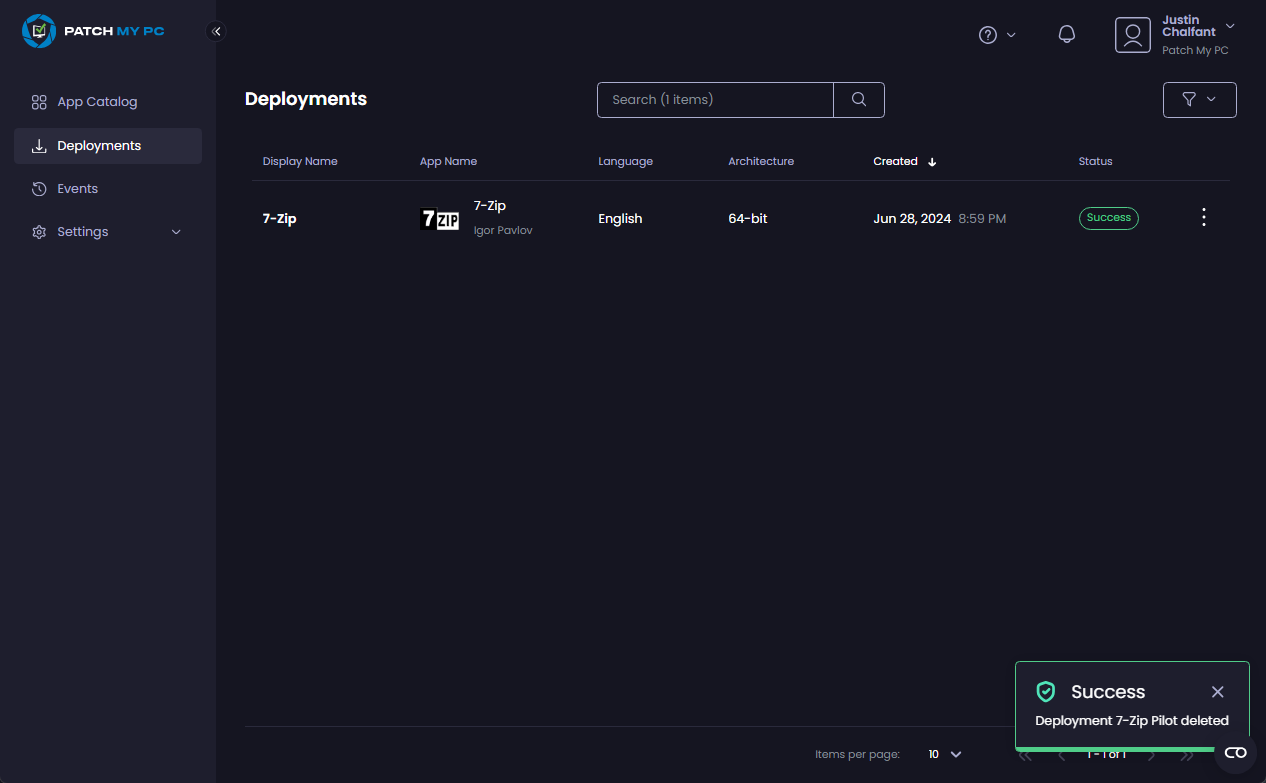 PATCH MY PC
Justin
Chalfant
Patch My PC
App Catalog
Deployments
Events
Settings
Deployments
Search (1 items)
Display Name App Name Language Architecture Created Status
7-Zip 7 ZIP 7-Zip English 64-bit Jun 28, 2024 8:59 PM Success
Igor Pavlov
Success
Deployment 7-Zip Pilot deleted
Items per page: 10 1 - 1 of 1